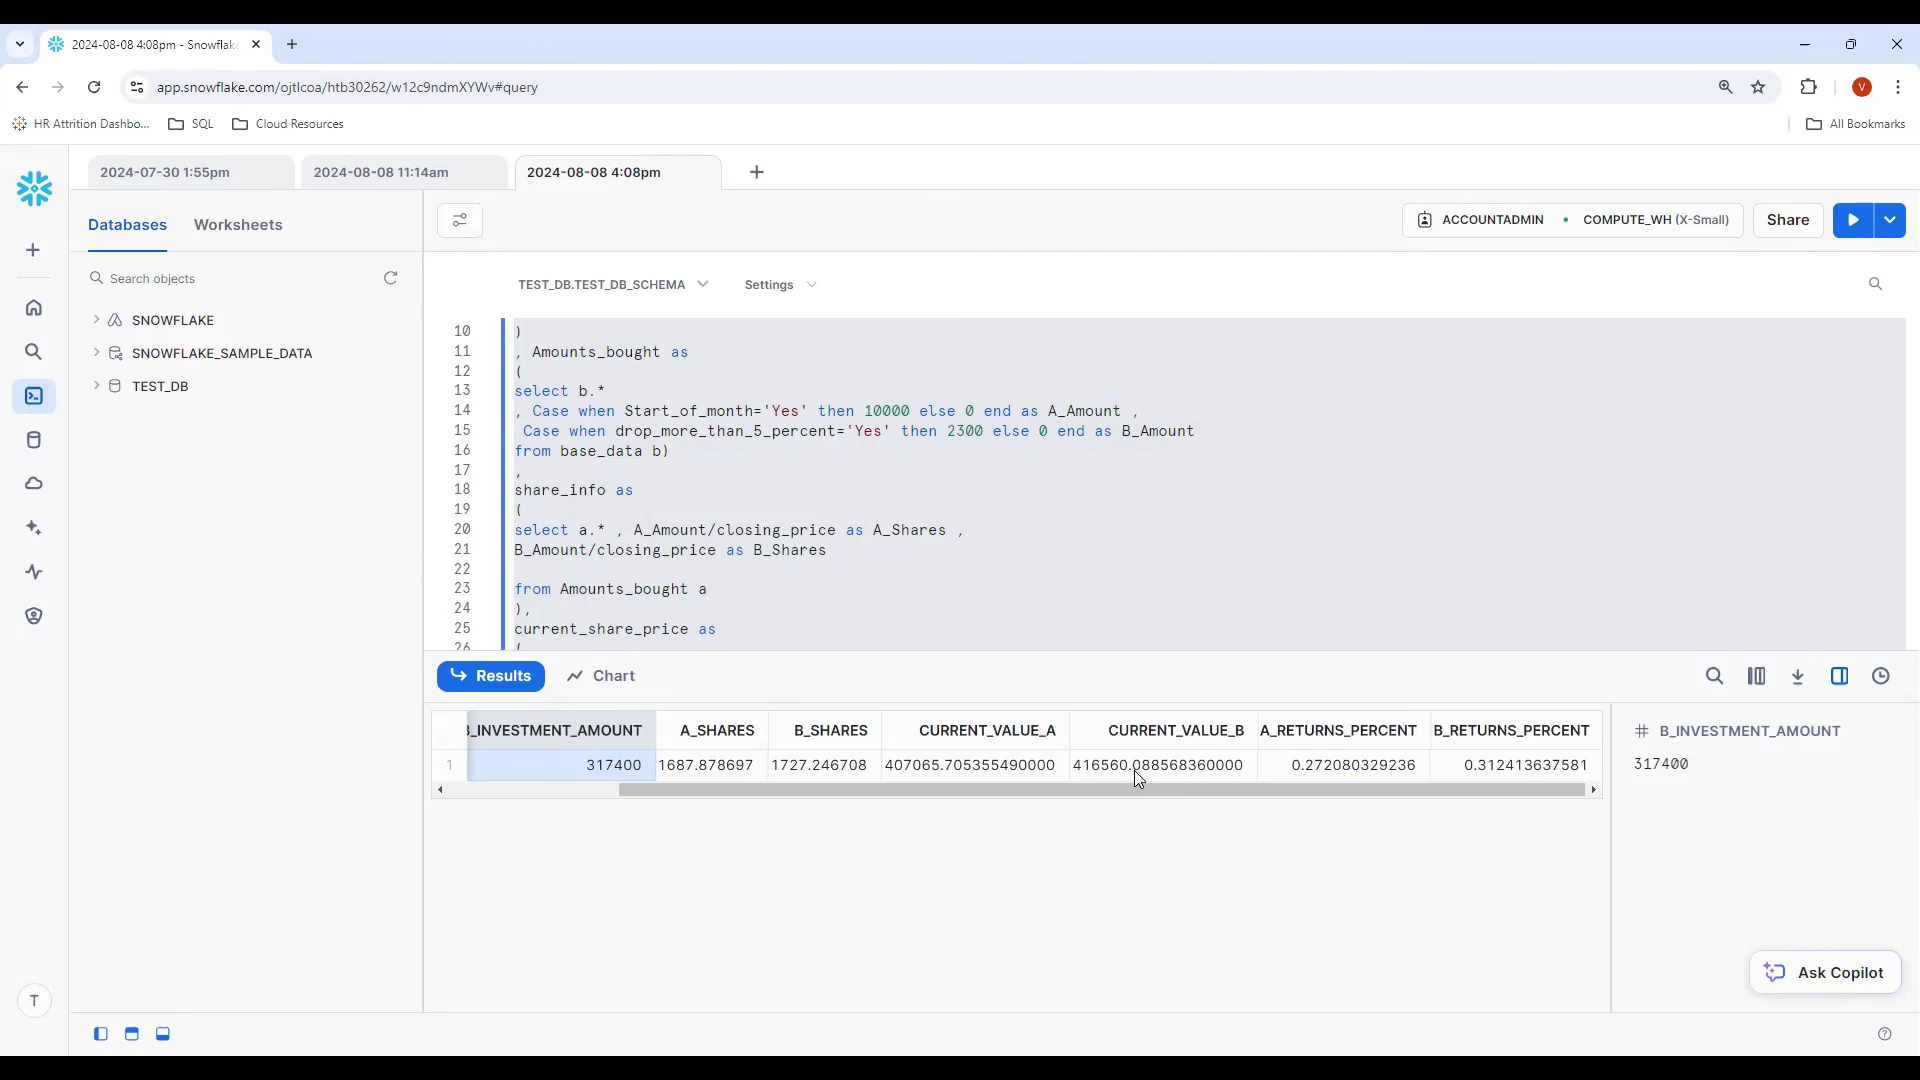 2024-08-08 4:08pm - Snowflak
app.snowflake.com/ojtlcoa/htb30262/w12c9ndmXYWv#query
V
HR Attrition Dashbo...
SQL
Cloud Resources
All Bookmarks
2024-07-30 1:55pm
2024-08-08 11:14am
2024-08-08 4:08pm
Databases
Worksheets
ACCOUNTADMIN
COMPUTE_WH (X-Small)
Share
Search objects
TEST_DB.TEST_DB_SCHEMA
Settings
SNOWFLAKE
SNOWFLAKE_SAMPLE_DATA
TEST_DB
10 )
11 , Amounts_bought as
12 (
13 select b.*
14 , Case when Start_of_month='Yes' then 10000 else 0 end as A_Amount ,
15 Case when drop_more_than_5_percent='Yes' then 2300 else 0 end as B_Amount
16 from base_data b)
17 ,
18 share_info as
19 (
20 select a.* , A_Amount/closing_price as A_Shares ,
21 B_Amount/closing_price as B_Shares
22
23 from Amounts_bought a
24 ),
25 current_share_price as
26 (
Results
Chart
B_INVESTMENT_AMOUNT A_SHARES B_SHARES CURRENT_VALUE_A CURRENT_VALUE_B A_RETURNS_PERCENT B_RETURNS_PERCENT
1 317400 1687.878697 1727.246708 407065.705355490000 416560.088568360000 0.272080329236 0.312413637581
# B_INVESTMENT_AMOUNT
317400
Ask Copilot
T